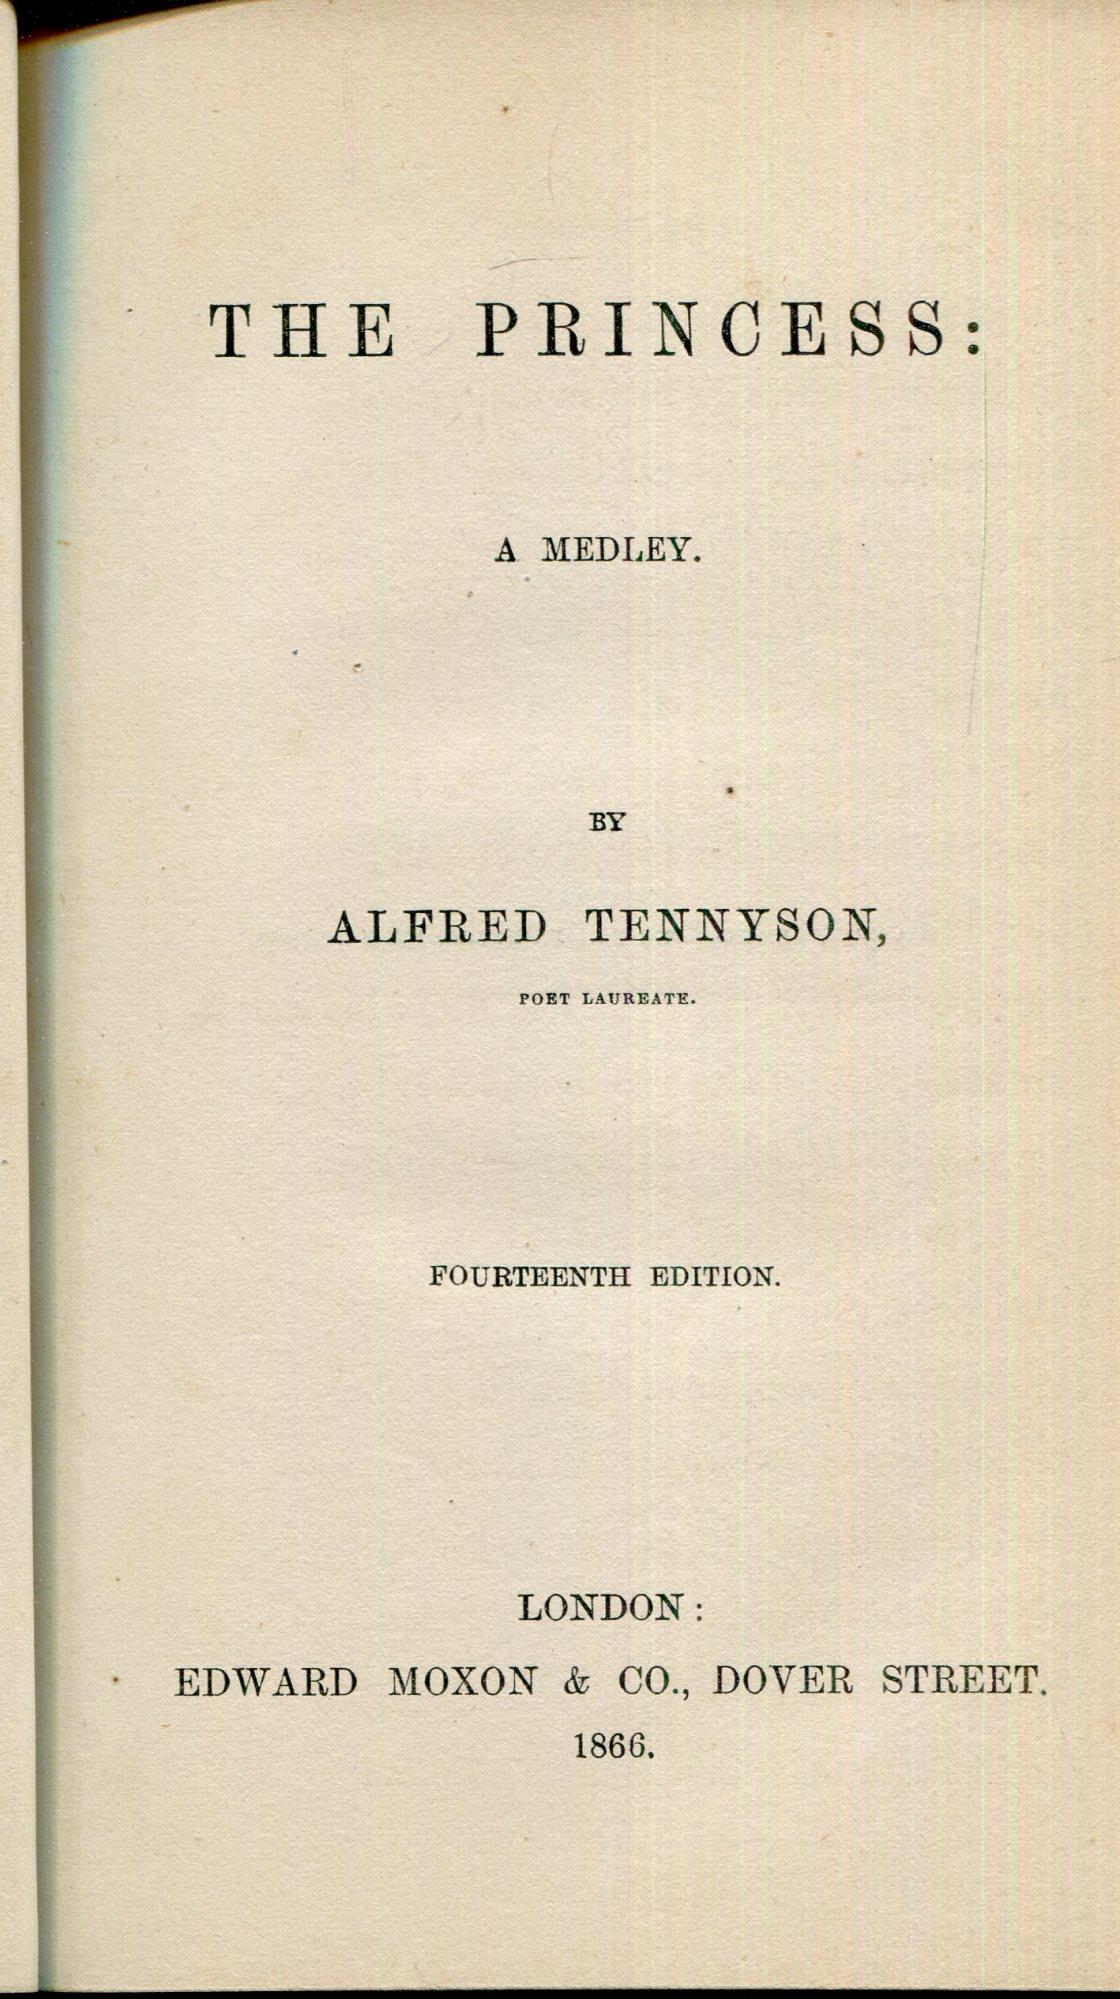 THE PRINCESS:
A MEDLEY.
BY
ALFRED TENNYSON,
POET LAUREATE.
FOURTEENTH EDITION.
LONDON:
EDWARD MOXON & CO., DOVER STREET.
1866.